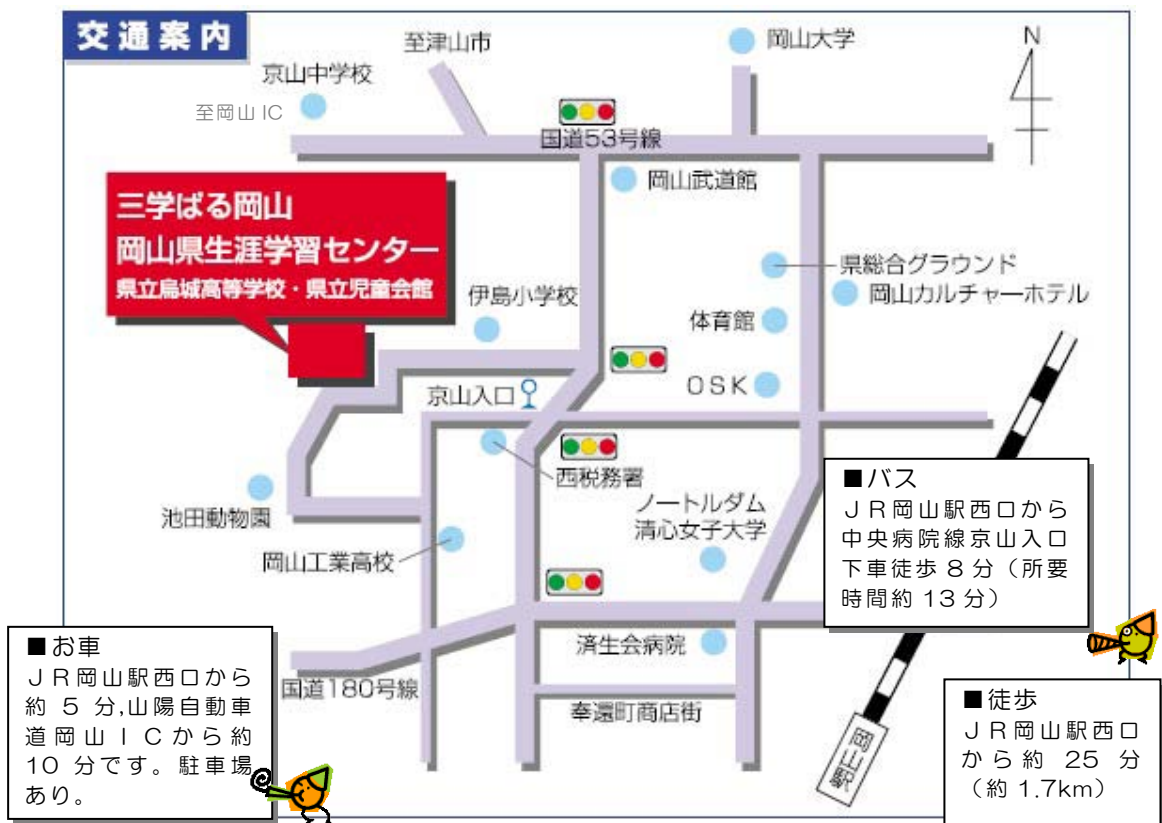 交通案内
至津山市
岡山大学
N
京山中学校
至岡山 IC
国道53号線
岡山武道館
三学ばる岡山
岡山県生涯学習センター
県立烏城高等学校・県立児童会館
県総合グラウンド
岡山カルチャーホテル
伊島小学校
体育館
OSK
京山入口
西税務署
池田動物園
ノートルダム
清心女子大学
岡山工業高校
■バス
ＪＲ岡山駅西口から
中央病院線京山入口
下車徒歩 8 分（所要
時間約 13 分）
済生会病院
国道180号線
奉還町商店街
岡山駅
■お車
ＪＲ岡山駅西口から
約 5 分,山陽自動車
道岡山ＩＣから約
10 分です。駐車場
あり。
■徒歩
ＪＲ岡山駅西口
から約 25 分
（約 1.7km）